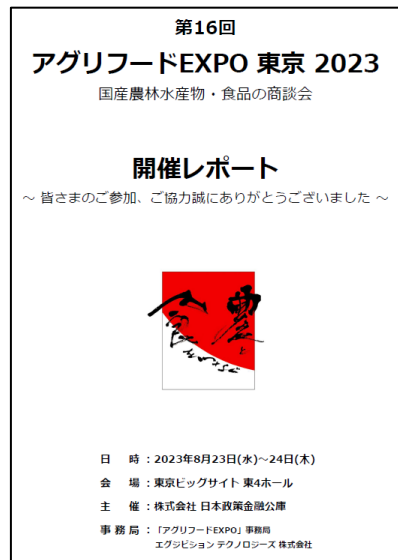 第16回
アグリフードEXPO 東京 2023
国産農林水産物・食品の商談会
開催レポート
~ 皆さまのご参加、ご協力誠にありがとうございました ~
農と
食
日　時：2023年8月23日(水)~24日(木)
会　場：東京ビッグサイト 東4ホール
主　催：株式会社 日本政策金融公庫
事務局：「アグリフードEXPO」事務局
エグジビション テクノロジーズ 株式会社